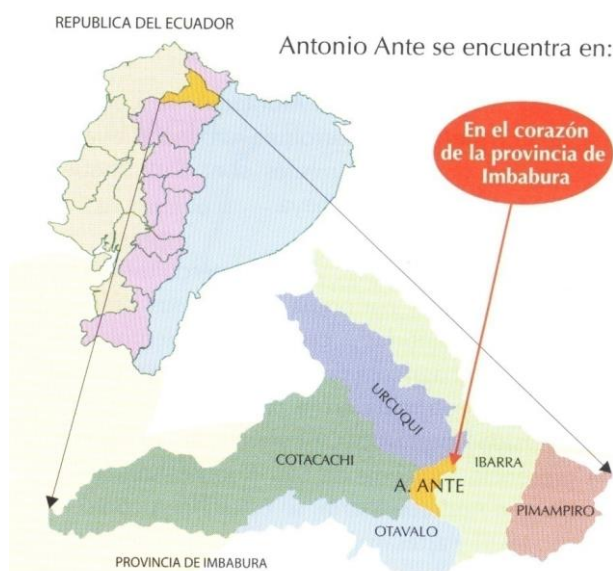 REPUBLICA DEL ECUADOR
Antonio Ante se encuentra en:
En el corazón
de la provincia de
Imbabura
URCUQUI
COTACACHI
IBARRA
A. ANTE
PIMAMPIRO
OTAVALO
PROVINCIA DE IMBABURA